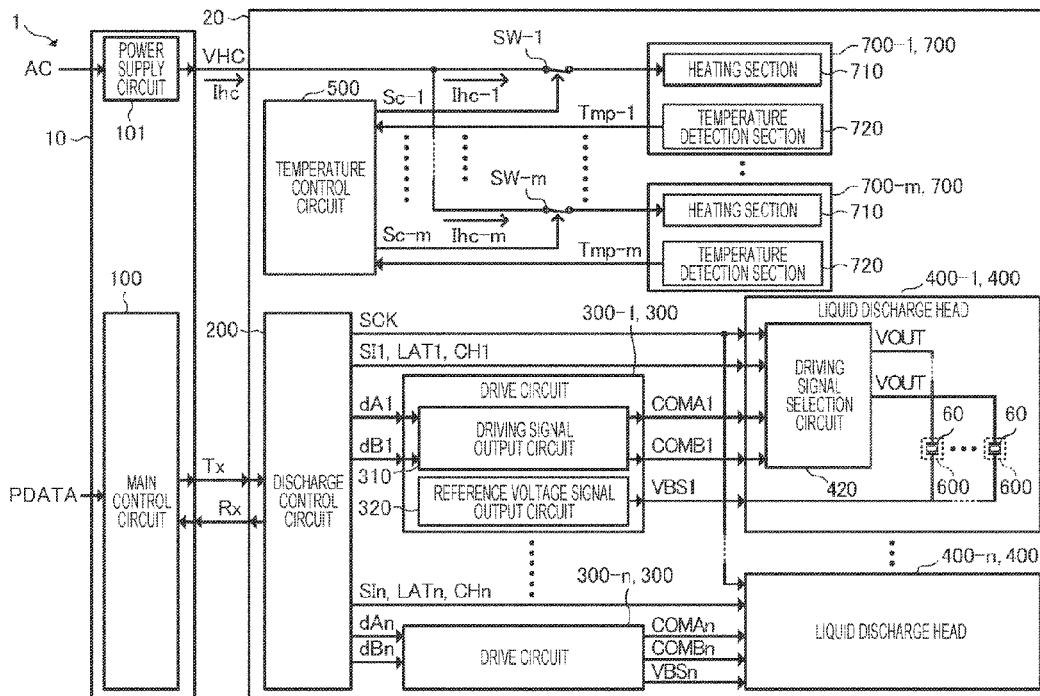 1
AC
POWER
SUPPLY
CIRCUIT
101
10
VHC
Ihc
20
500
TEMPERATURE
CONTROL
CIRCUIT
Sc-1
Ihc-1
SW-1
Tmp-1
700-1, 700
HEATING SECTION
710
TEMPERATURE
DETECTION SECTION
720
SW-m
Sc-m
Ihc-m
Tmp-m
700-m, 700
HEATING SECTION
710
TEMPERATURE
DETECTION SECTION
720
100
MAIN
CONTROL
CIRCUIT
PDATA
Tx
Rx
200
DISCHARGE
CONTROL
CIRCUIT
SCK
SI1, LAT1, CH1
300-1, 300
DRIVE CIRCUIT
dA1
dB1
DRIVING SIGNAL
OUTPUT CIRCUIT
310
320
REFERENCE VOLTAGE SIGNAL
OUTPUT CIRCUIT
COMA1
COMB1
VBS1
400-1, 400
LIQUID DISCHARGE HEAD
DRIVING
SIGNAL
SELECTION
CIRCUIT
420
VOUT
VOUT
60
60
600
600
SIn, LATn, CHn
300-n, 300
dAn
dBn
DRIVE CIRCUIT
COMAn
COMBn
VBSn
400-n, 400
LIQUID DISCHARGE HEAD